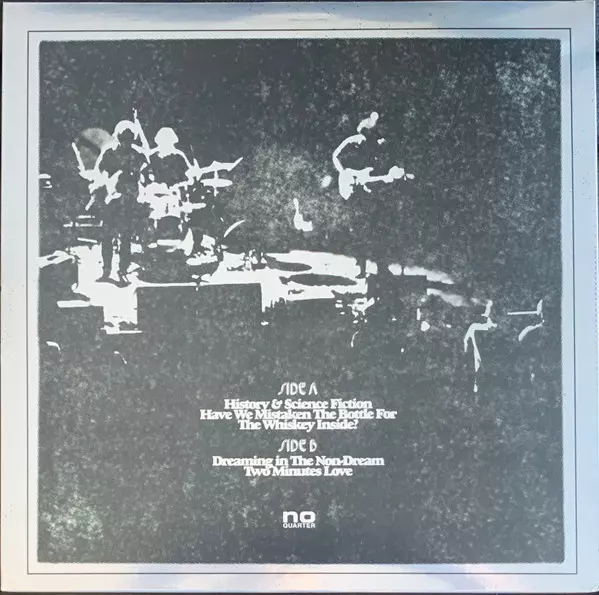 SIDE A
History & Science Fiction
Have We Mistaken The Bottle For
The Whiskey Inside?
SIDE B
Dreaming in The Non-Dream
Two Minutes Love
no
QUARTER